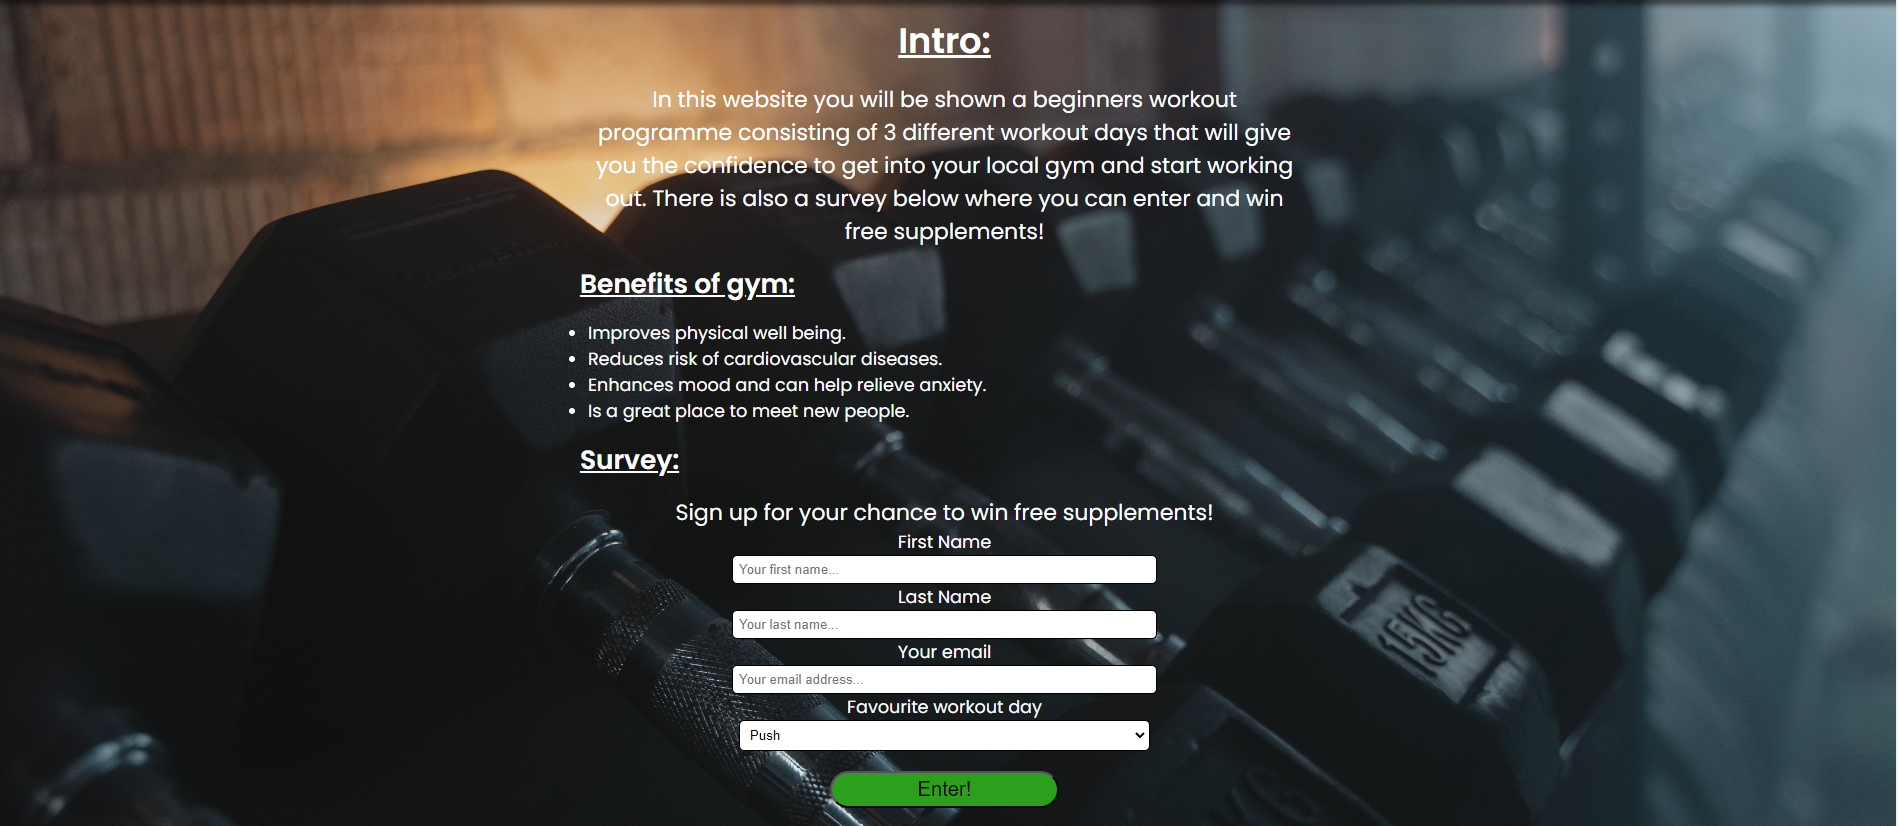 Intro:
In this website you will be shown a beginners workout
programme consisting of 3 different workout days that will give
you the confidence to get into your local gym and start working
out. There is also a survey below where you can enter and win
free supplements!
Benefits of gym:
Improves physical well being.
Reduces risk of cardiovascular diseases.
Enhances mood and can help relieve anxiety.
Is a great place to meet new people.
Survey:
Sign up for your chance to win free supplements!
First Name
Your first name...
Last Name
Your last name...
Your email
Your email address...
15KG
Favourite workout day
Push
KG
Enter!